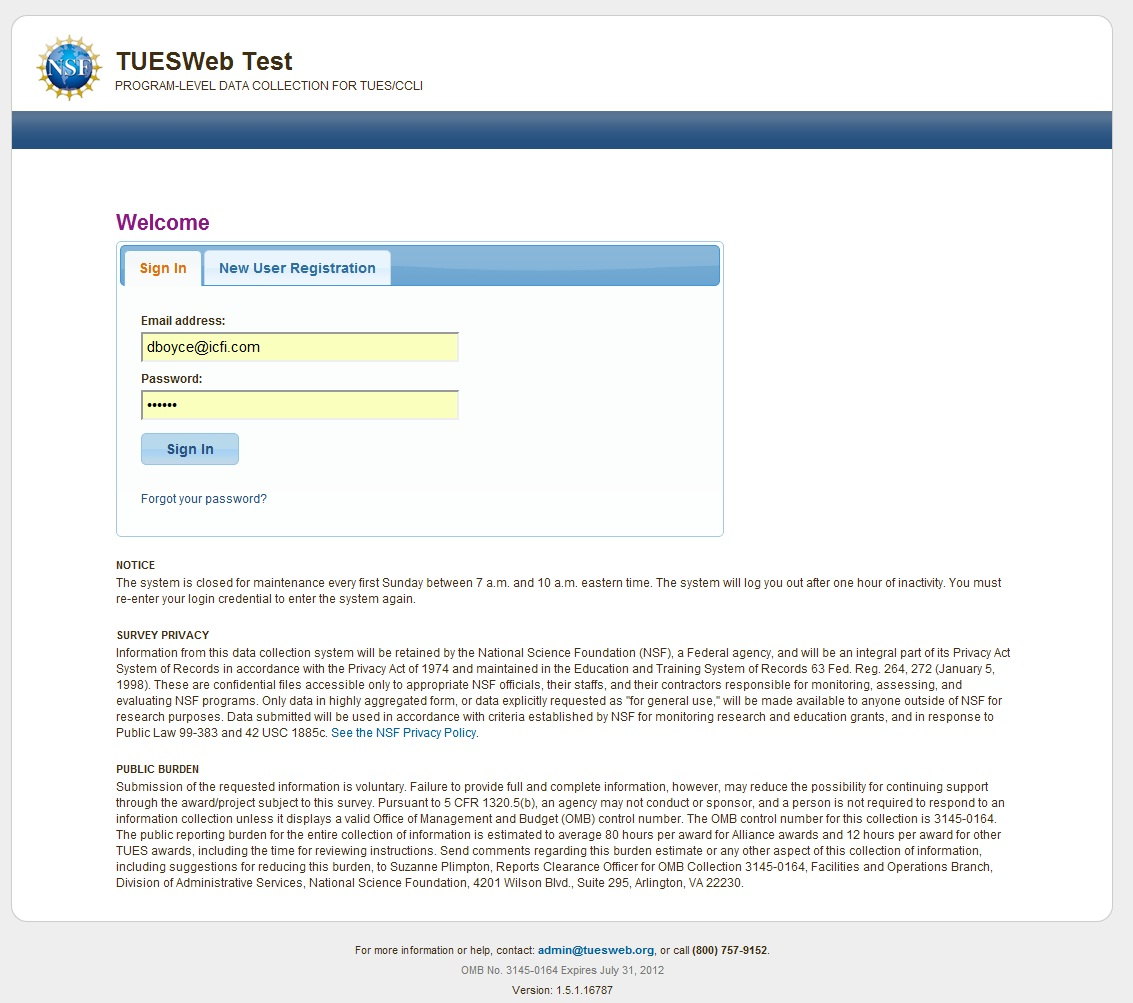 NSF
TUESWeb Test
PROGRAM-LEVEL DATA COLLECTION FOR TUES/CCLI
Welcome
Sign In
New User Registration
Email address:
dboyce@icfi.com
Password:
••••••
Sign In
Forgot your password?
NOTICE
The system is closed for maintenance every first Sunday between 7 a.m. and 10 a.m. eastern time. The system will log you out after one hour of inactivity. You must
re-enter your login credential to enter the system again.
SURVEY PRIVACY
Information from this data collection system will be retained by the National Science Foundation (NSF), a Federal agency, and will be an integral part of its Privacy Act
System of Records in accordance with the Privacy Act of 1974 and maintained in the Education and Training System of Records 63 Fed. Reg. 264, 272 (January 5,
1998). These are confidential files accessible only to appropriate NSF officials, their staffs, and their contractors responsible for monitoring, assessing, and
evaluating NSF programs. Only data in highly aggregated form, or data explicitly requested as "for general use," will be made available to anyone outside of NSF for
research purposes. Data submitted will be used in accordance with criteria established by NSF for monitoring research and education grants, and in response to
Public Law 99-383 and 42 USC 1885c. See the NSF Privacy Policy.
PUBLIC BURDEN
Submission of the requested information is voluntary. Failure to provide full and complete information, however, may reduce the possibility for continuing support
through the award/project subject to this survey. Pursuant to 5 CFR 1320.5(b), an agency may not conduct or sponsor, and a person is not required to respond to an
information collection unless it displays a valid Office of Management and Budget (OMB) control number. The OMB control number for this collection is 3145-0164.
The public reporting burden for the entire collection of information is estimated to average 80 hours per award for Alliance awards and 12 hours per award for other
TUES awards, including the time for reviewing instructions. Send comments regarding this burden estimate or any other aspect of this collection of information,
including suggestions for reducing this burden, to Suzanne Plimpton, Reports Clearance Officer for OMB Collection 3145-0164, Facilities and Operations Branch,
Division of Administrative Services, National Science Foundation, 4201 Wilson Blvd., Suite 295, Arlington, VA 22230.
For more information or help, contact: admin@tuesweb.org, or call (800) 757-9152.
OMB No. 3145-0164 Expires July 31, 2012
Version: 1.5.1.16787